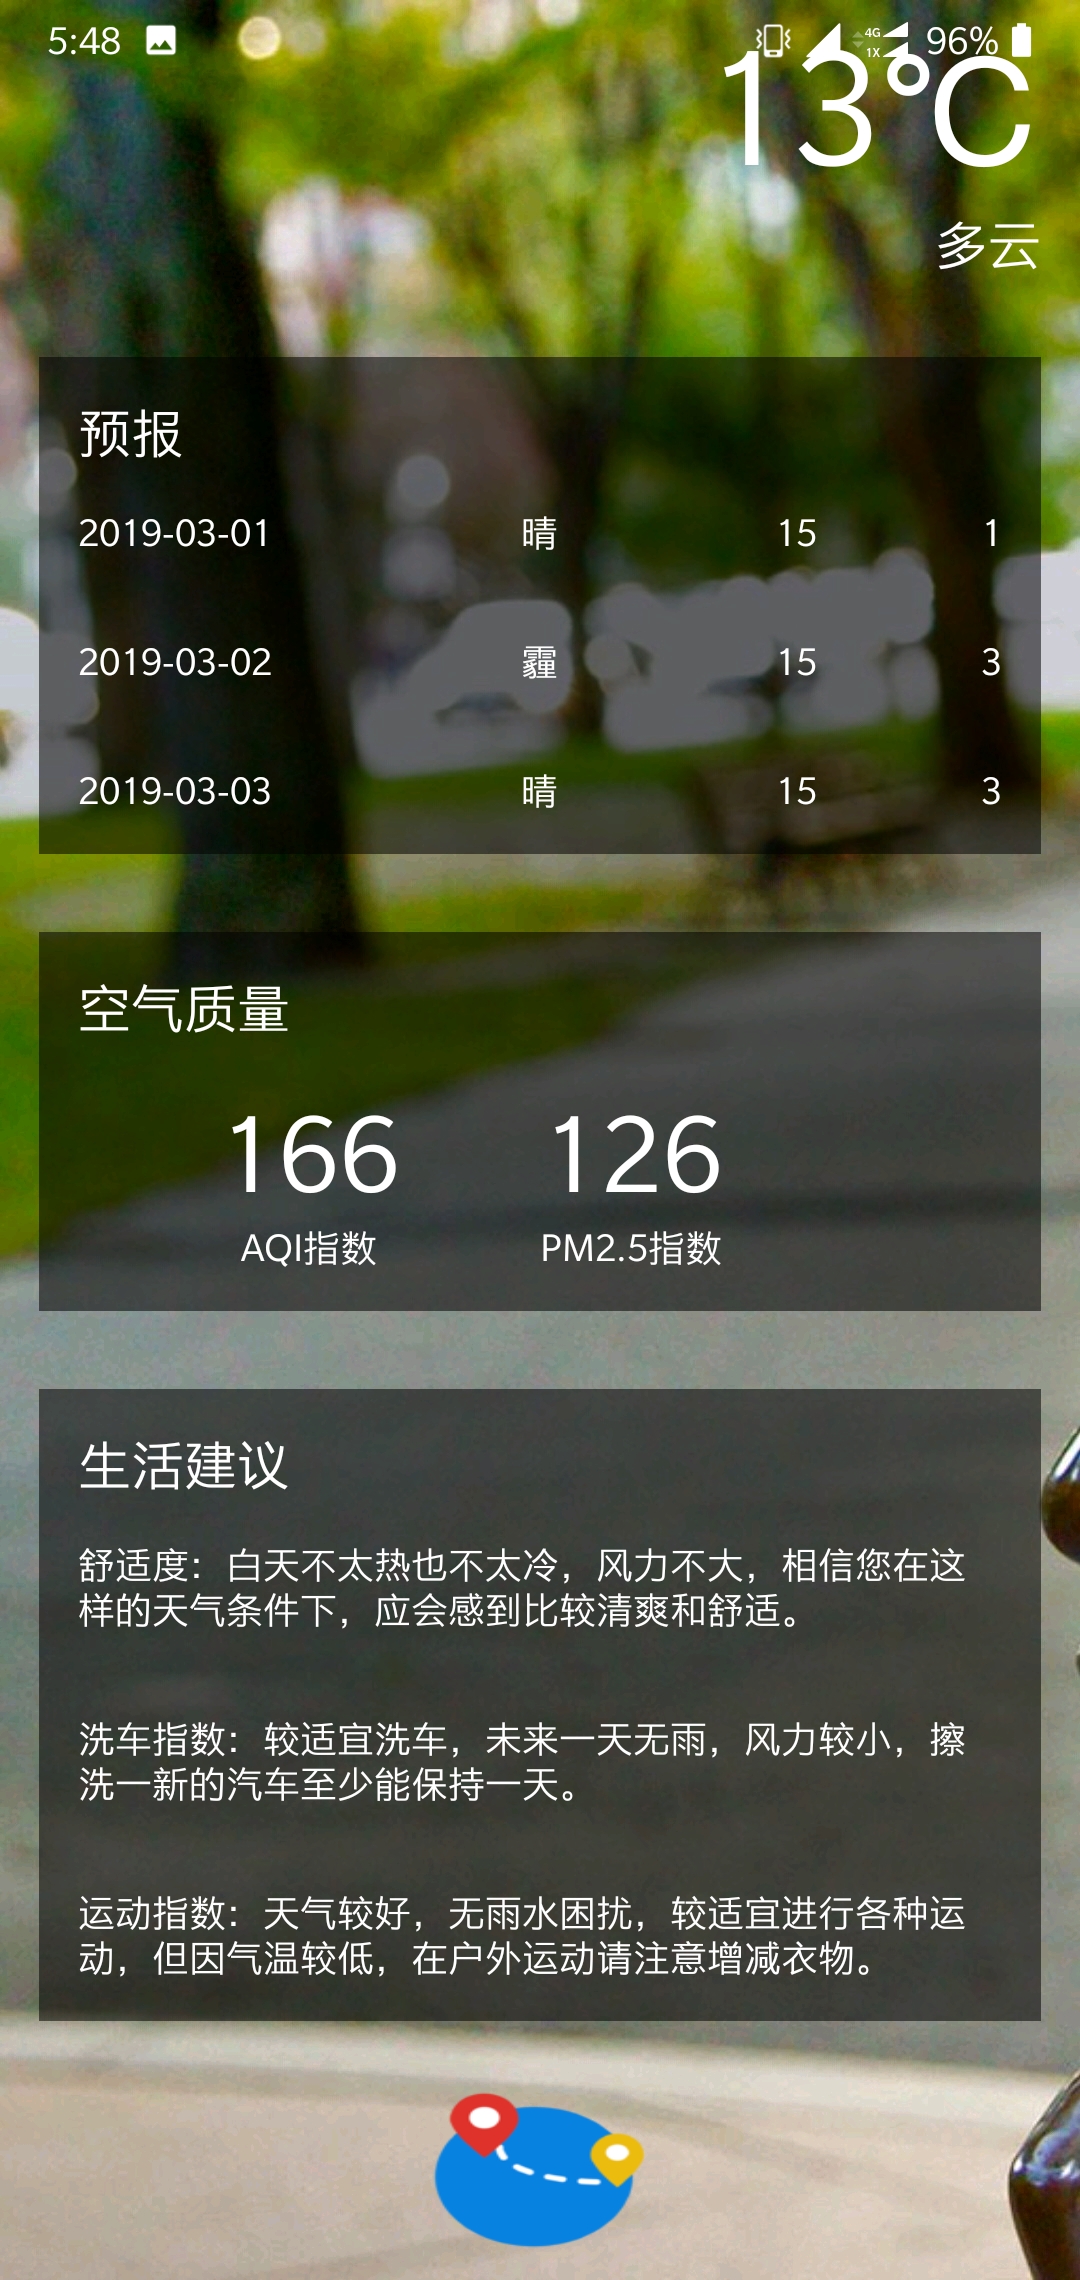 5:48
4G
1X
96%
13℃
多云
预报
2019-03-01 晴 15 1
2019-03-02 霾 15 3
2019-03-03 晴 15 3
空气质量
166 126
AQI指数 PM2.5指数
生活建议
舒适度：白天不太热也不太冷，风力不大，相信您在这
样的天气条件下，应会感到比较清爽和舒适。
洗车指数：较适宜洗车，未来一天无雨，风力较小，擦
洗一新的汽车至少能保持一天。
运动指数：天气较好，无雨水困扰，较适宜进行各种运
动，但因气温较低，在户外运动请注意增减衣物。